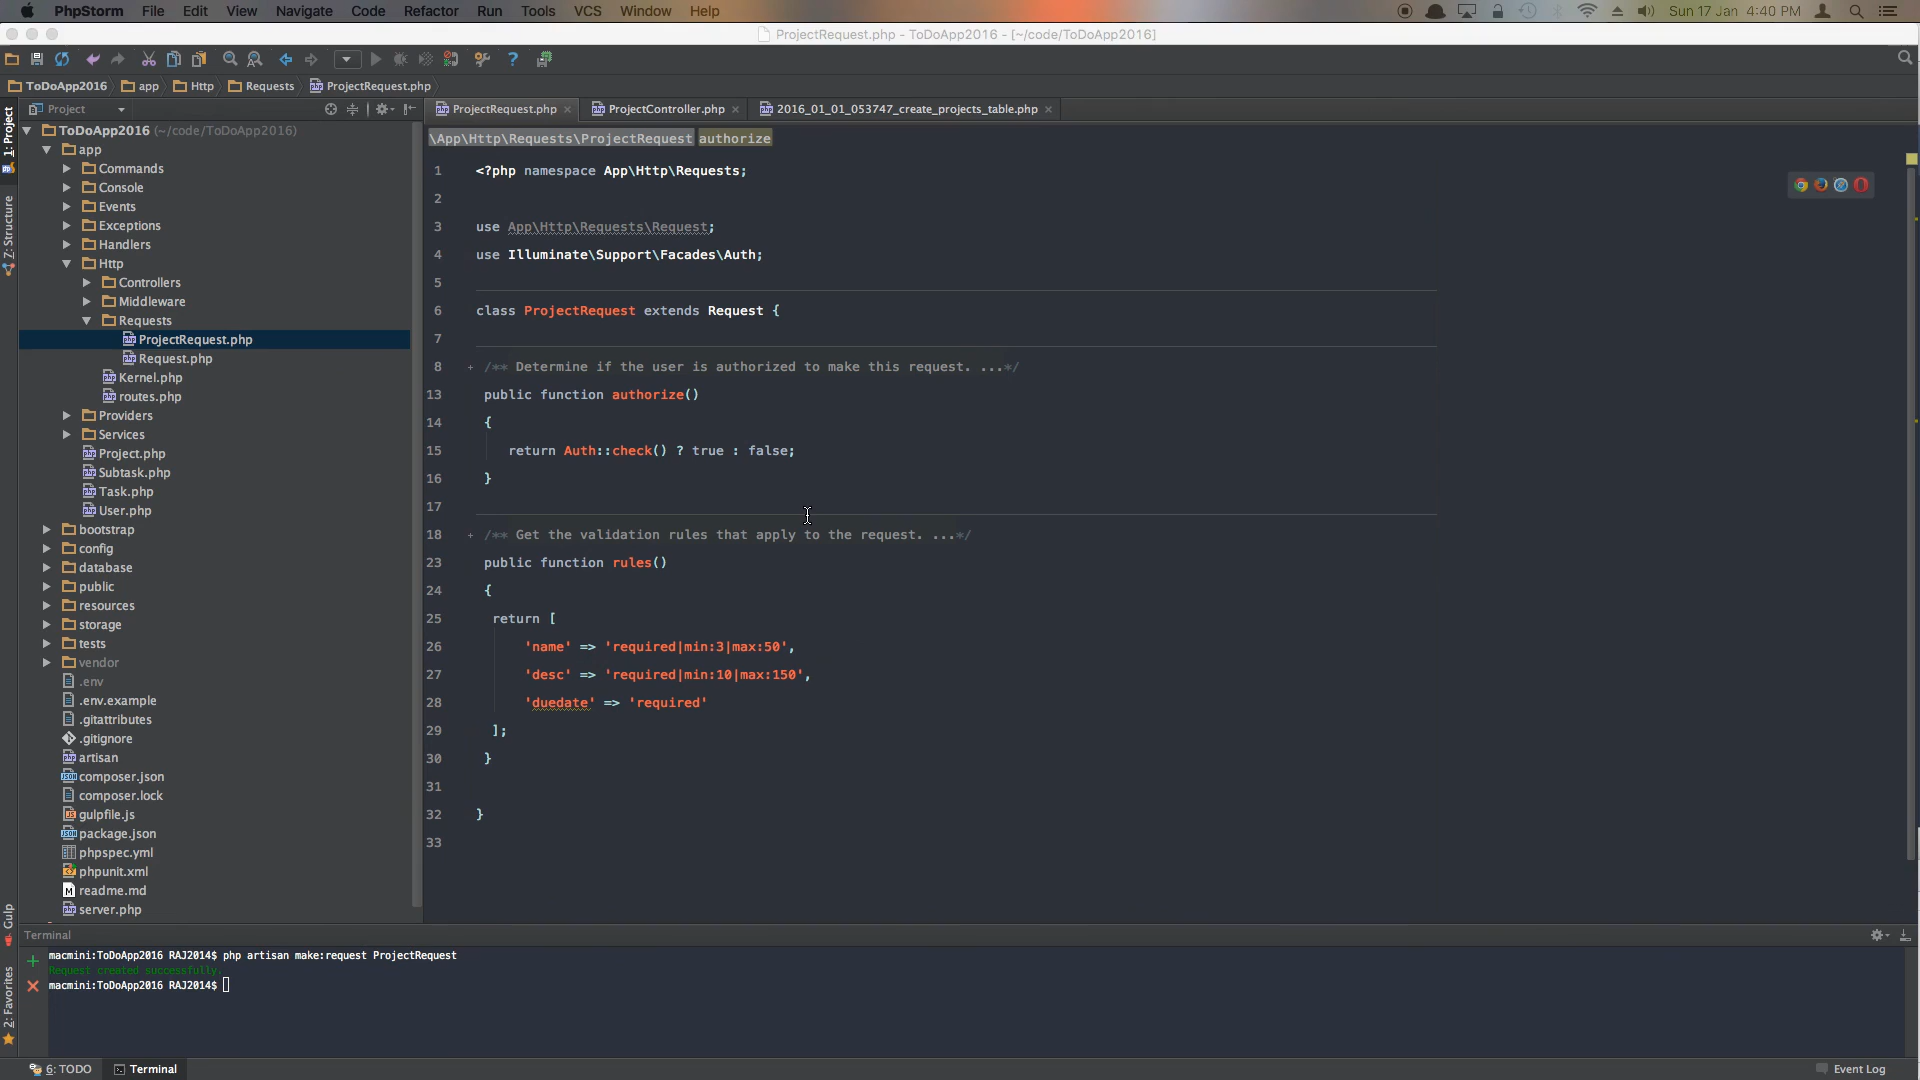 PhpStorm File Edit View Navigate Code Refactor Run Tools VCS Window Help Sun 17 Jan 4:40 PM
ProjectRequest.php - ToDoApp2016 - [~/code/ToDoApp2016]
ToDoApp2016 app Http Requests ProjectRequest.php
Project
ProjectRequest.php ProjectController.php 2016_01_01_053747_create_projects_table.php
1: Project
Z: Structure
Gulp
2: Favorites
ToDoApp2016 (~/code/ToDoApp2016)
app
Commands
Console
Events
Exceptions
Handlers
Http
Controllers
Middleware
Requests
ProjectRequest.php
Request.php
Kernel.php
routes.php
Providers
Services
Project.php
Subtask.php
Task.php
User.php
bootstrap
config
database
public
resources
storage
tests
vendor
.env
.env.example
.gitattributes
.gitignore
artisan
composer.json
composer.lock
gulpfile.js
package.json
phpspec.yml
phpunit.xml
readme.md
server.php
\App\Http\Requests\ProjectRequest authorize
1 <?php namespace App\Http\Requests;
2
3 use App\Http\Requests\Request;
4 use Illuminate\Support\Facades\Auth;
5
6 class ProjectRequest extends Request {
7
8 /** Determine if the user is authorized to make this request. ...*/
13 public function authorize()
14 {
15 return Auth::check() ? true : false;
16 }
17
18 /** Get the validation rules that apply to the request. ...*/
23 public function rules()
24 {
25 return [
26 'name' => 'required|min:3|max:50',
27 'desc' => 'required|min:10|max:150',
28 'duedate' => 'required'
29 ];
30 }
31
32 }
33
Terminal
macmini:ToDoApp2016 RAJ2014$ php artisan make:request ProjectRequest
Request created successfully.
macmini:ToDoApp2016 RAJ2014$
6: TODO Terminal Event Log